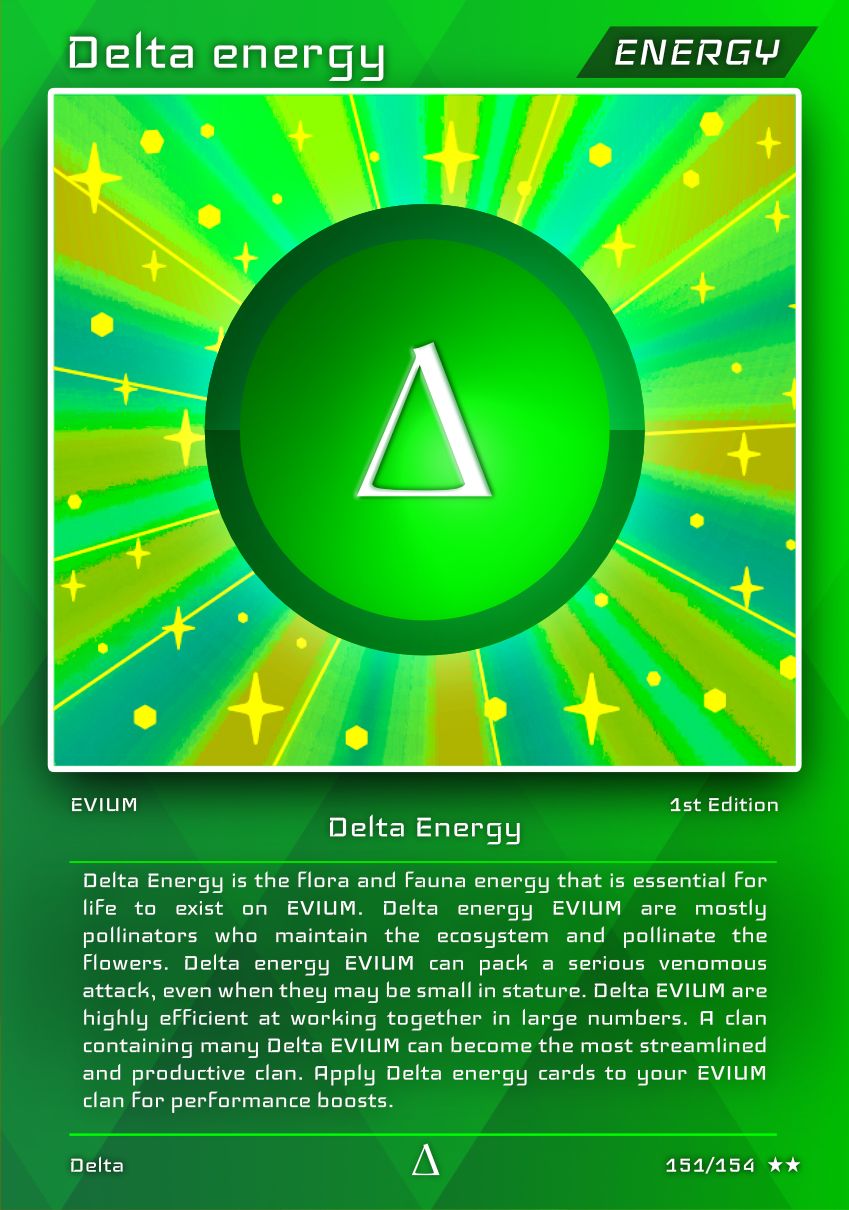 Delta energy
ENERGY
Δ
EVIUM
1st Edition
Delta Energy
Delta Energy is the flora and fauna energy that is essential for
life to exist on EVIUM. Delta energy EVIUM are mostly
pollinators who maintain the ecosystem and pollinate the
flowers. Delta energy EVIUM can pack a serious venomous
attack, even when they may be small in stature. Delta EVIUM are
highly efficient at working together in large numbers. A clan
containing many Delta EVIUM can become the most streamlined
and productive clan. Apply Delta energy cards to your EVIUM
clan for performance boosts.
Delta
Δ
151/154 ★★